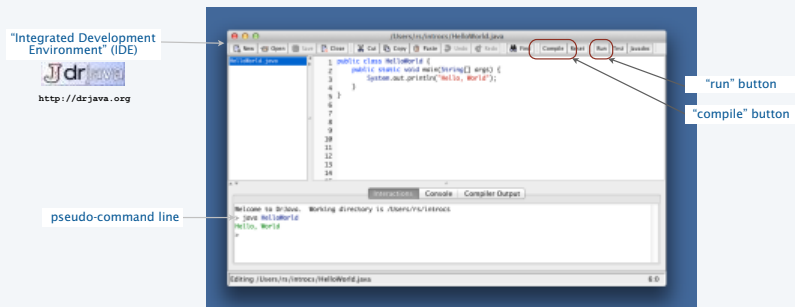 "Integrated Development
Environment" (IDE)
dr java
http://drjava.org
pseudo-command line
/Users/rs/introcs/HelloWorld.java
New Open Save Close Cut Copy Paste Undo Redo Find Compile Reset Run Test Javadoc
HelloWorld.java
1 public class HelloWorld {
2 public static void main(String[] args) {
3 System.out.println("Hello, World");
4 }
5 }
6
7
8
9
10
11
12
13
14
Interactions Console Compiler Output
Welcome to DrJava. Working directory is /Users/rs/introcs
> java HelloWorld
Hello, World
>
Editing /Users/rs/introcs/HelloWorld.java 6:0
"run" button
"compile" button